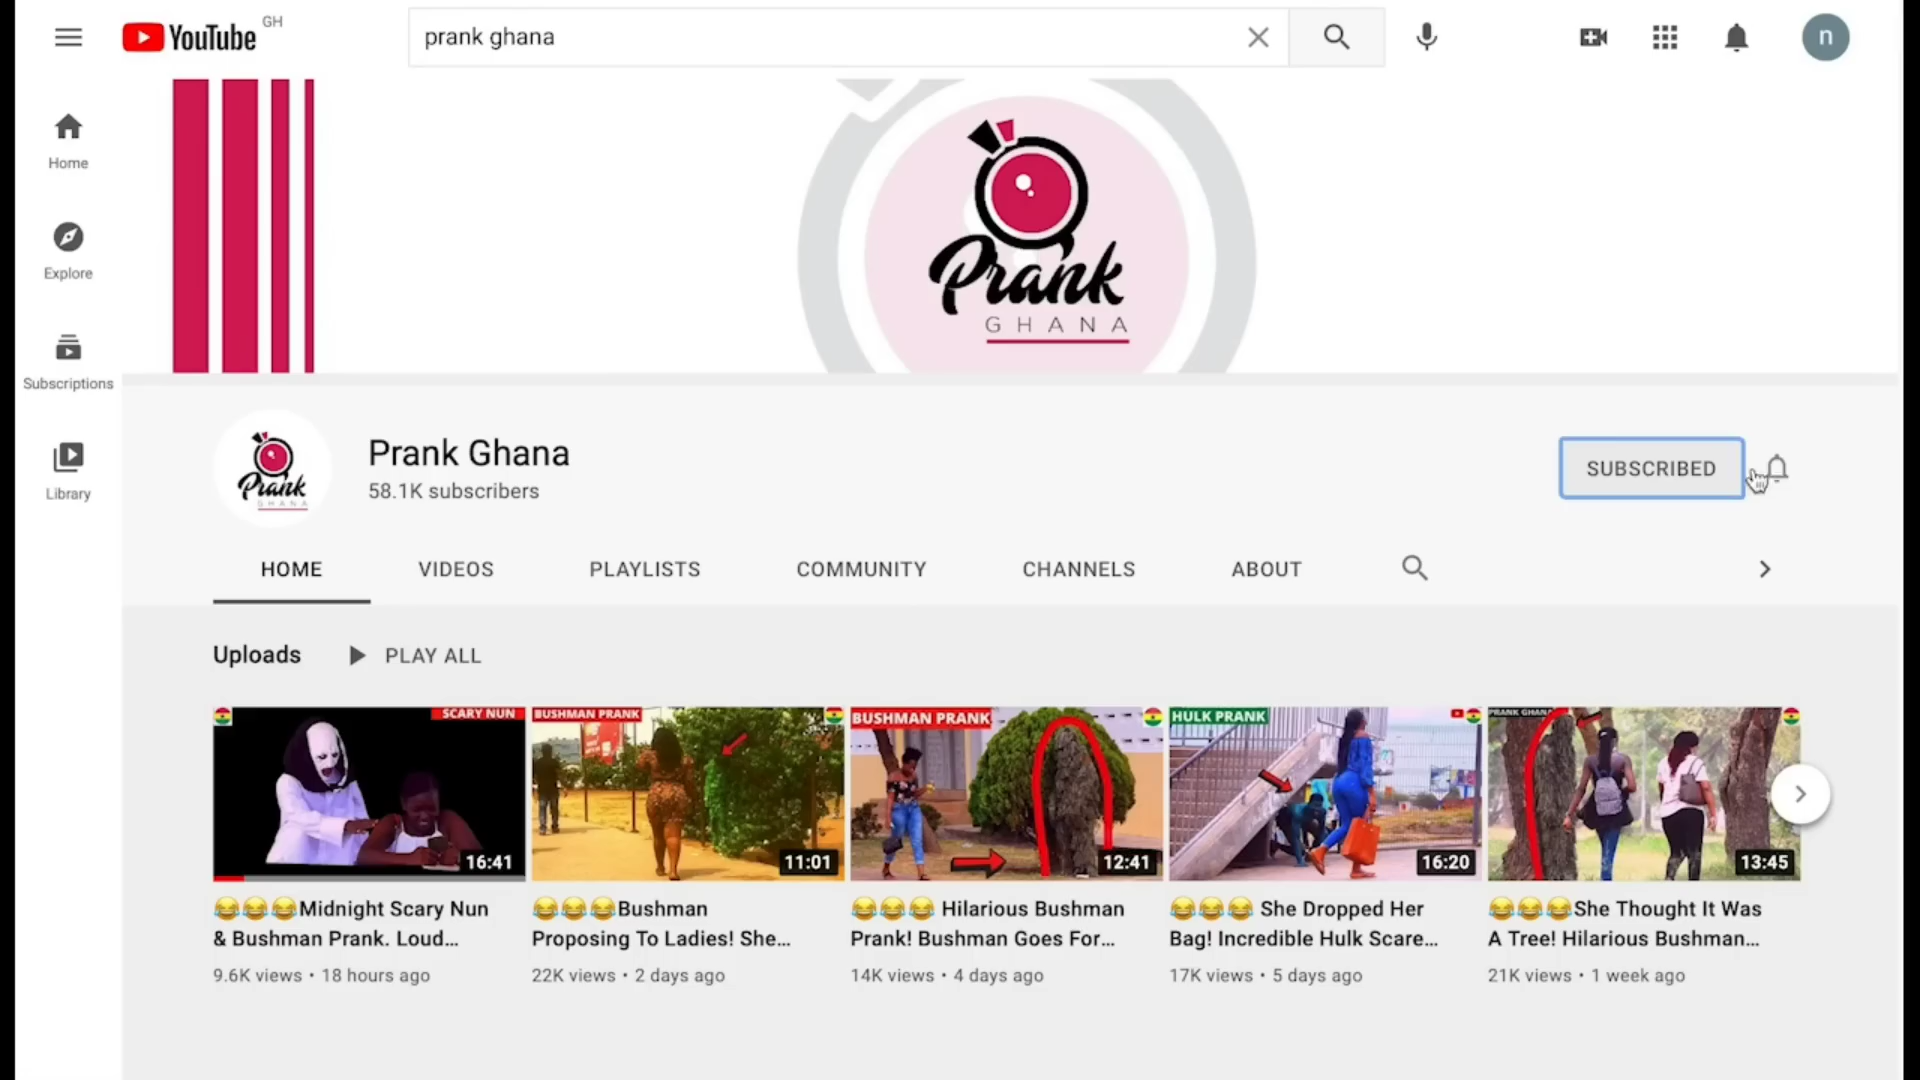 YouTube GH
prank ghana
n
Home
Explore
Subscriptions
Library
Prank
GHANA
Prank
GHANA
Prank Ghana
58.1K subscribers
SUBSCRIBED
HOME VIDEOS PLAYLISTS COMMUNITY CHANNELS ABOUT
Uploads PLAY ALL
SCARY NUN
16:41
BUSHMAN PRANK
11:01
BUSHMAN PRANK
12:41
HULK PRANK
16:20
PRANK GHANA
13:45
😂😂😂Midnight Scary Nun
& Bushman Prank. Loud...
9.6K views • 18 hours ago
😂😂😂Bushman
Proposing To Ladies! She...
22K views • 2 days ago
😂😂😂 Hilarious Bushman
Prank! Bushman Goes For...
14K views • 4 days ago
😂😂😂 She Dropped Her
Bag! Incredible Hulk Scare...
17K views • 5 days ago
😂😂😂She Thought It Was
A Tree! Hilarious Bushman...
21K views • 1 week ago